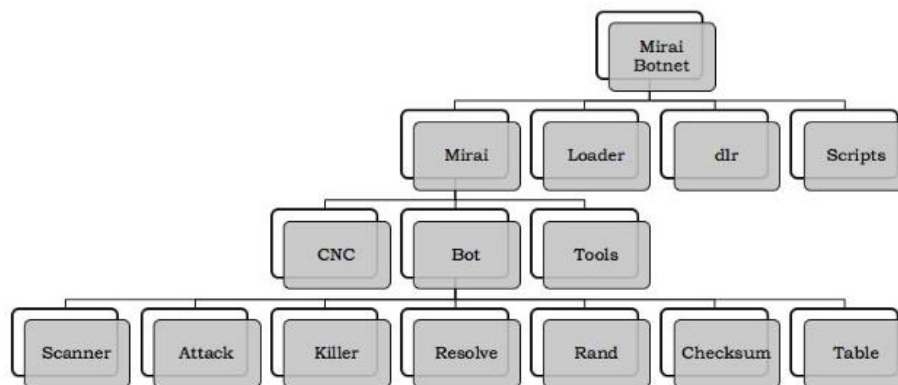 Mirai
Botnet
Mirai
Loader
dlr
Scripts
CNC
Bot
Tools
Scanner
Attack
Killer
Resolve
Rand
Checksum
Table